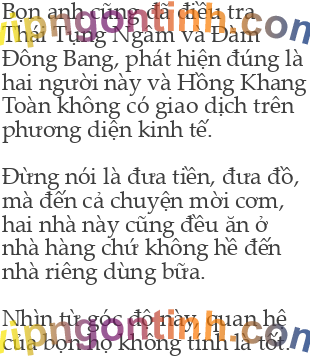 Bọn anh cũng đã điều tra
Thái Tụng Ngâm và Đàm
Đông Bang, phát hiện đúng là
hai người này và Hồng Khang
Toàn không có giao dịch trên
phương diện kinh tế.
Đừng nói là đưa tiền, đưa đồ,
mà đến cả chuyện mời cơm,
hai nhà này cũng đều ăn ở
nhà hàng chứ không hề đến
nhà riêng dùng bữa.
Nhìn từ góc độ này, quan hệ
của bọn họ không tính là tốt.
vipngontinh.com
vipngontinh.com